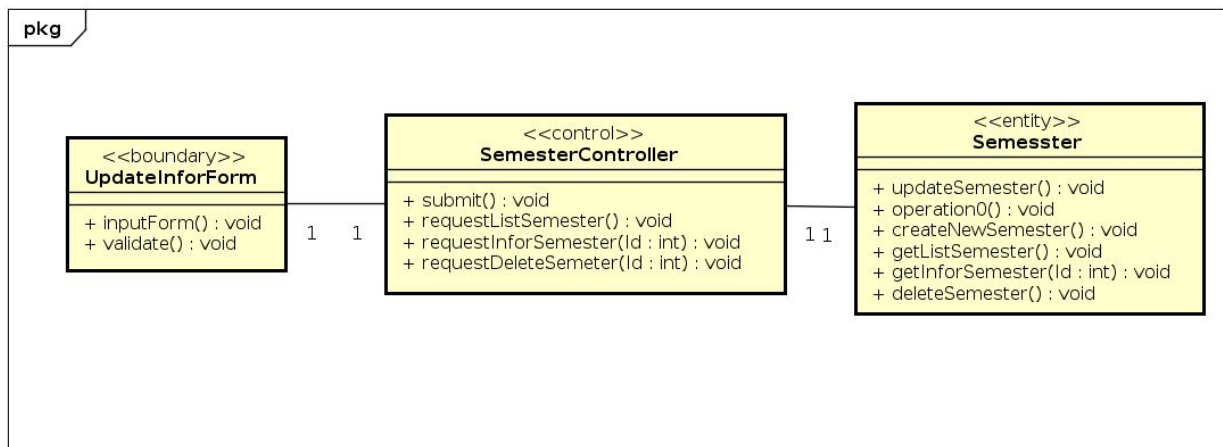 pkg
<<boundary>>
UpdateInforForm
+ inputForm() : void
+ validate() : void
1
1
<<control>>
SemesterController
+ submit() : void
+ requestListSemester() : void
+ requestInforSemester(Id : int) : void
+ requestDeleteSemeter(Id : int) : void
1
1
<<entity>>
Semesster
+ updateSemester() : void
+ operation0() : void
+ createNewSemester() : void
+ getListSemester() : void
+ getInforSemester(Id : int) : void
+ deleteSemester() : void